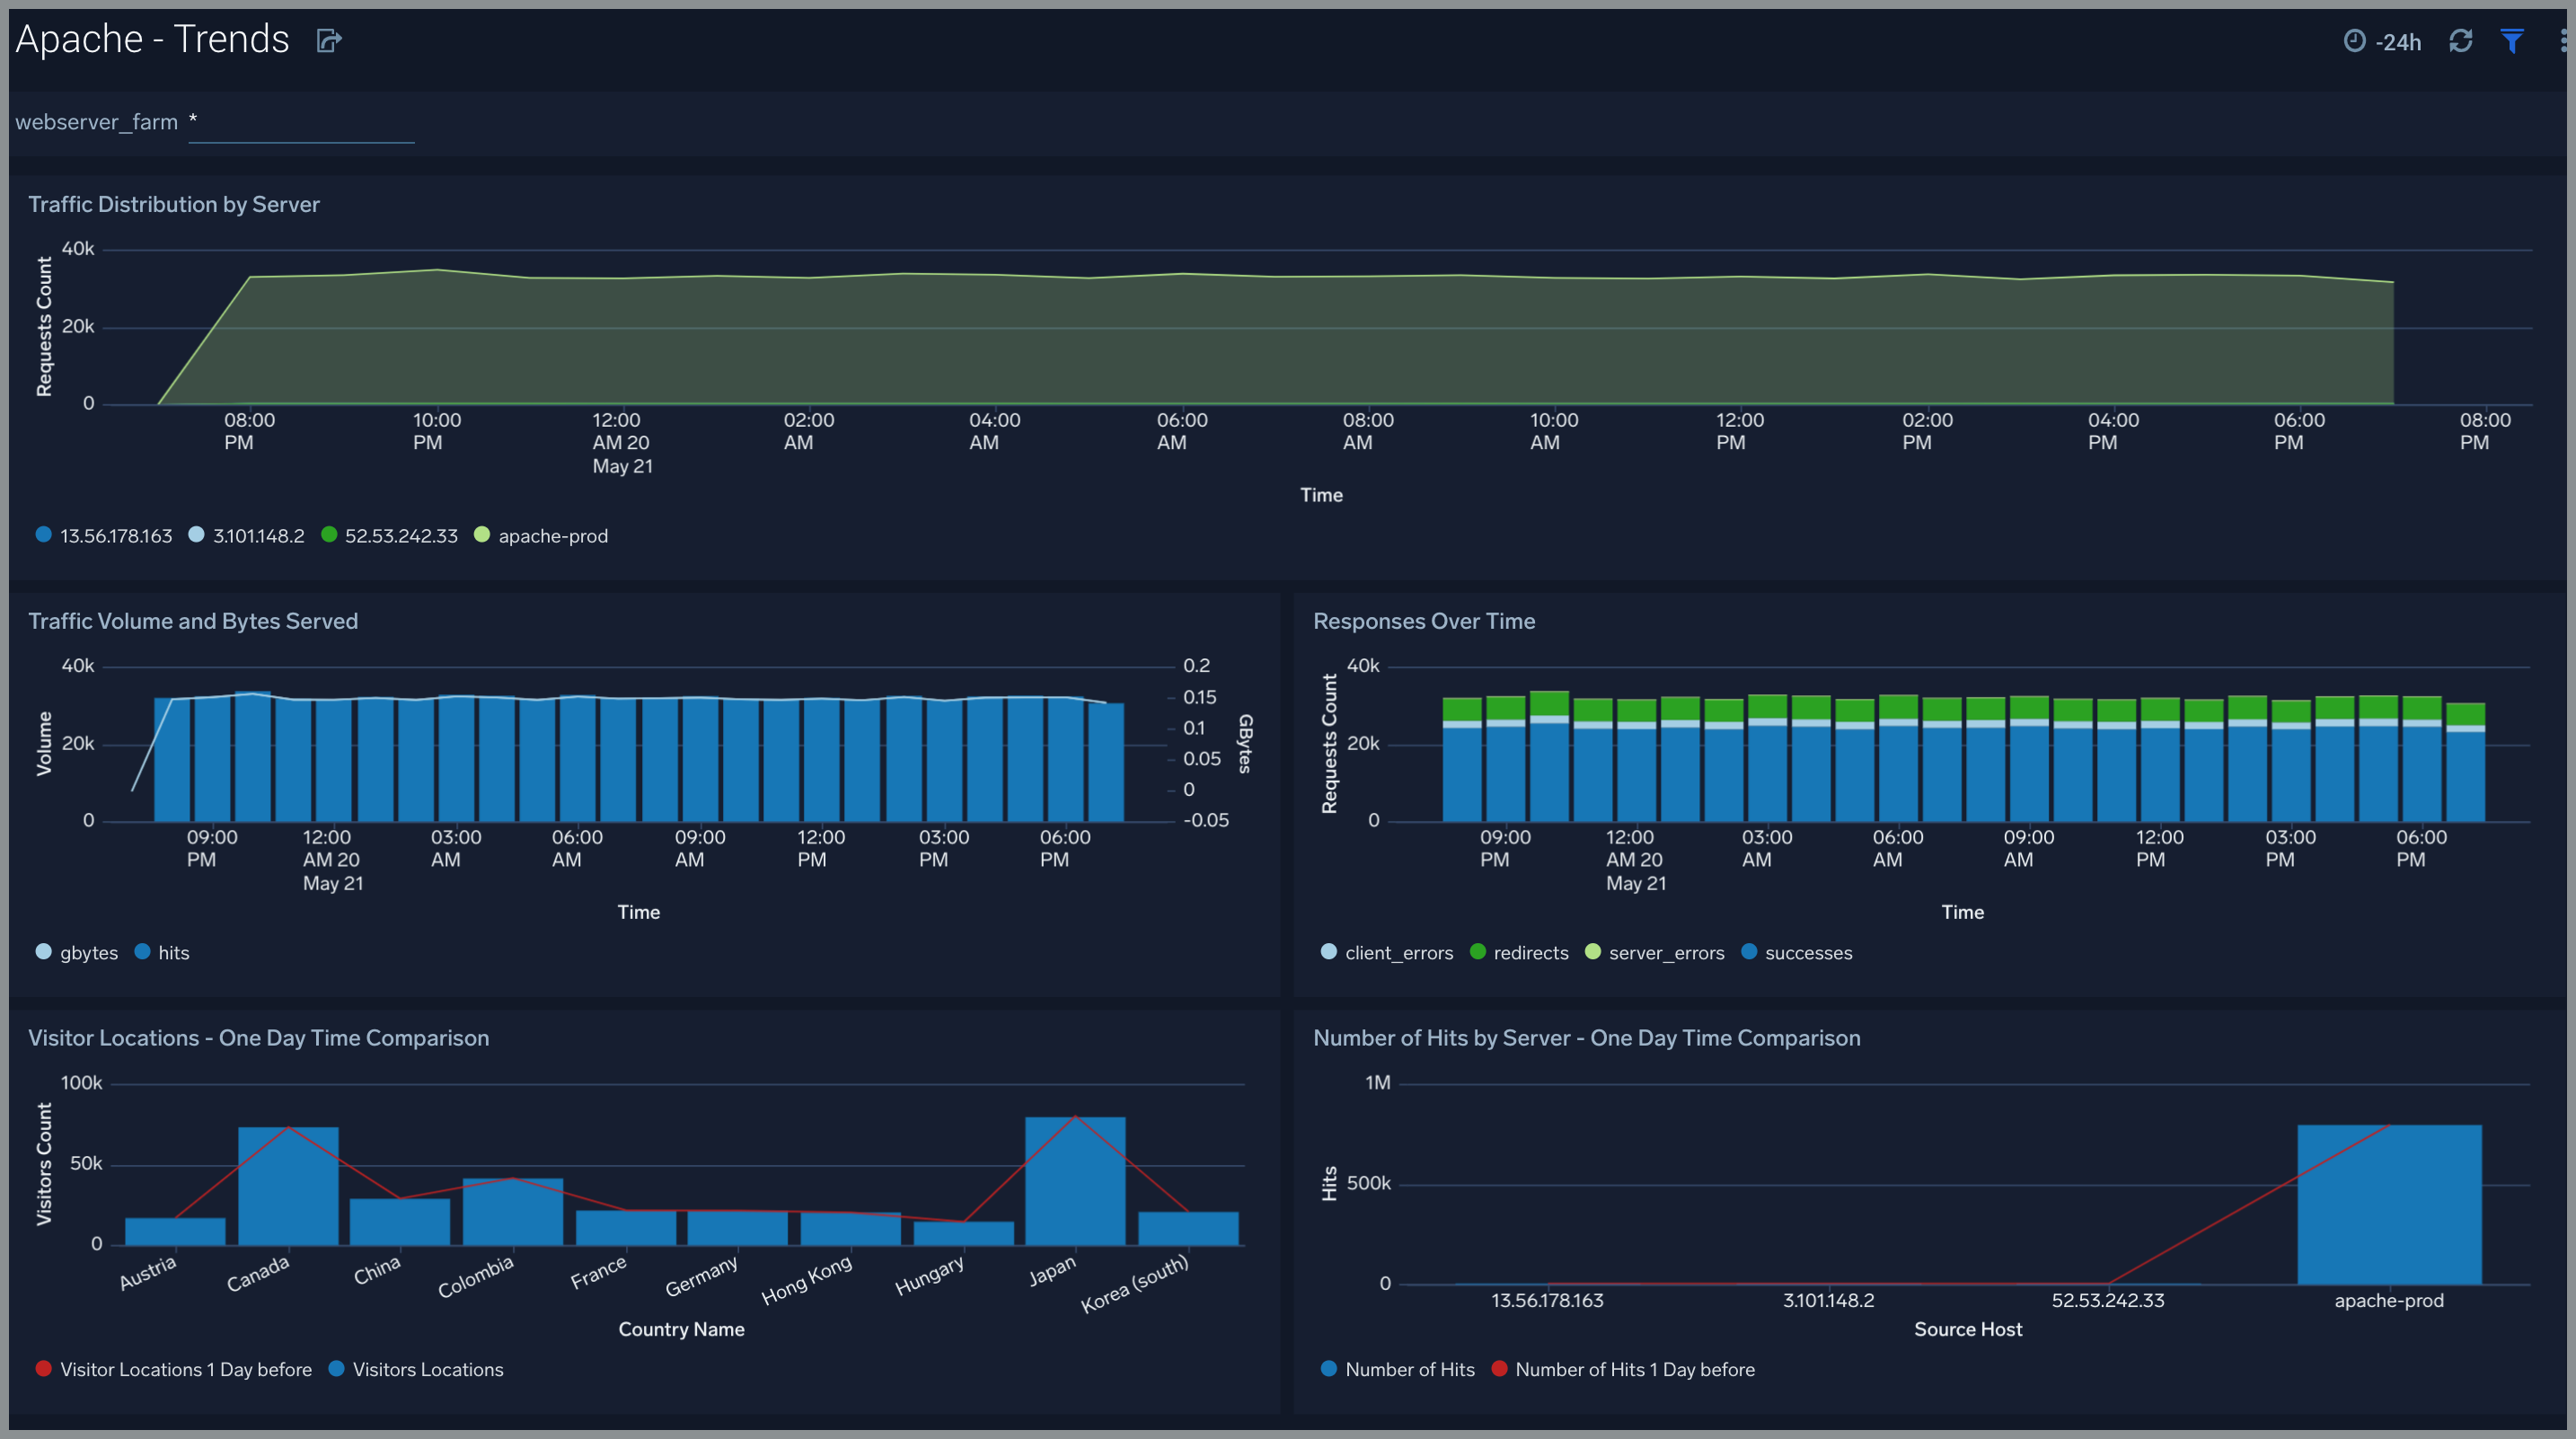 Apache - Trends
-24h
webserver_farm *
Traffic Distribution by Server
Requests Count
40k
20k
0
08:00 PM
10:00 PM
12:00 AM 20 May 21
02:00 AM
04:00 AM
06:00 AM
08:00 AM
10:00 AM
12:00 PM
02:00 PM
04:00 PM
06:00 PM
08:00 PM
Time
13.56.178.163 3.101.148.2 52.53.242.33 apache-prod
Traffic Volume and Bytes Served
Volume
40k
20k
0
0.2
0.15
0.1
0.05
0
-0.05
GBytes
09:00 PM
12:00 AM 20 May 21
03:00 AM
06:00 AM
09:00 AM
12:00 PM
03:00 PM
06:00 PM
Time
gbytes hits
Responses Over Time
Requests Count
40k
20k
0
09:00 PM
12:00 AM 20 May 21
03:00 AM
06:00 AM
09:00 AM
12:00 PM
03:00 PM
06:00 PM
Time
client_errors redirects server_errors successes
Visitor Locations - One Day Time Comparison
Visitors Count
100k
50k
0
Austria
Canada
China
Colombia
France
Germany
Hong Kong
Hungary
Japan
Korea (south)
Country Name
Visitor Locations 1 Day before Visitors Locations
Number of Hits by Server - One Day Time Comparison
Hits
1M
500k
0
13.56.178.163
3.101.148.2
52.53.242.33
apache-prod
Source Host
Number of Hits Number of Hits 1 Day before